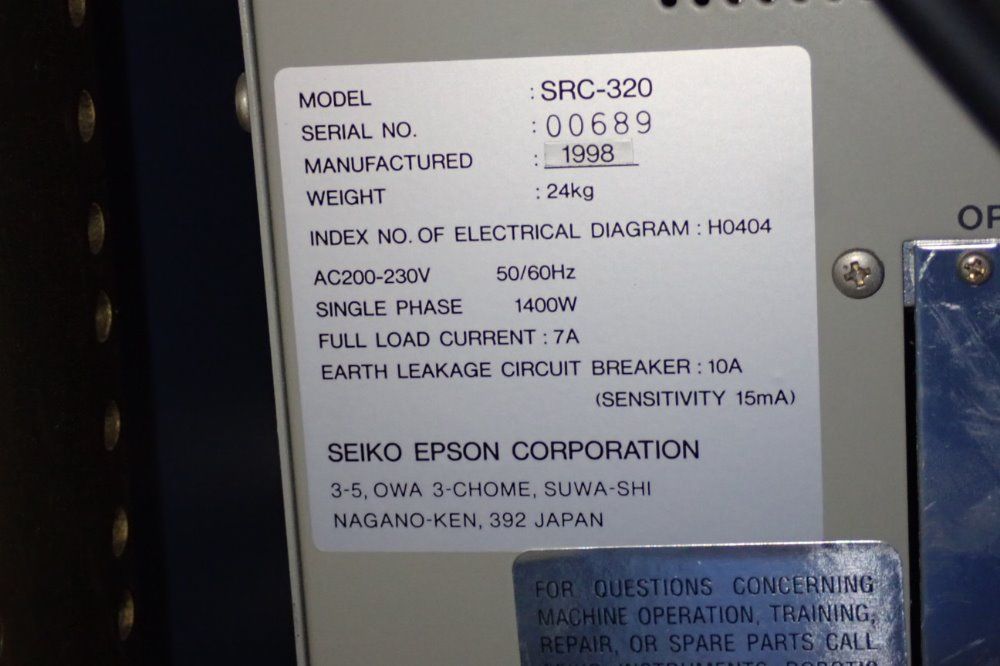 MODEL : SRC-320
SERIAL NO. : 00689
MANUFACTURED : 1998
WEIGHT : 24kg
INDEX NO. OF ELECTRICAL DIAGRAM : H0404
AC200-230V 50/60Hz
SINGLE PHASE 1400W
FULL LOAD CURRENT : 7A
EARTH LEAKAGE CIRCUIT BREAKER : 10A
(SENSITIVITY 15mA)
SEIKO EPSON CORPORATION
3-5, OWA 3-CHOME, SUWA-SHI
NAGANO-KEN, 392 JAPAN
FOR QUESTIONS CONCERNING
MACHINE OPERATION, TRAINING,
REPAIR, OR SPARE PARTS CALL